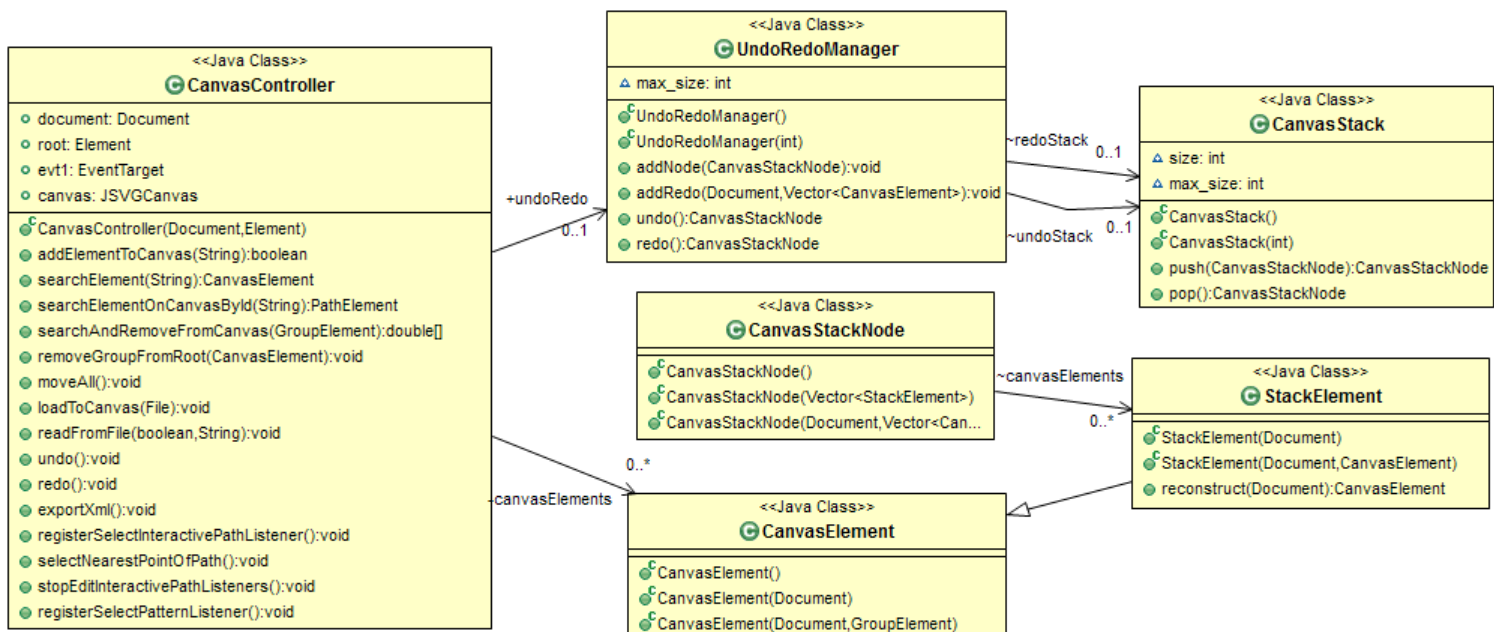 <<Java Class>>
CanvasController
document: Document
root: Element
evt1: EventTarget
canvas: JSVGCanvas
CanvasController(Document,Element)
addElementToCanvas(String):boolean
searchElement(String):CanvasElement
searchElementOnCanvasById(String):PathElement
searchAndRemoveFromCanvas(GroupElement):double[]
removeGroupFromRoot(CanvasElement):void
moveAll():void
loadToCanvas(File):void
readFromFile(boolean,String):void
undo():void
redo():void
exportXml():void
registerSelectInteractivePathListener():void
selectNearestPointOfPath():void
stopEditInteractivePathListeners():void
registerSelectPatternListener():void
+undoRedo
0..1
<<Java Class>>
UndoRedoManager
max_size: int
UndoRedoManager()
UndoRedoManager(int)
addNode(CanvasStackNode):void
addRedo(Document,Vector<CanvasElement>):void
undo():CanvasStackNode
redo():CanvasStackNode
~redoStack
0..1
~undoStack
0..1
<<Java Class>>
CanvasStack
size: int
max_size: int
CanvasStack()
CanvasStack(int)
push(CanvasStackNode):CanvasStackNode
pop():CanvasStackNode
<<Java Class>>
CanvasStackNode
CanvasStackNode()
CanvasStackNode(Vector<StackElement>)
CanvasStackNode(Document,Vector<Can...
~canvasElements
0..*
<<Java Class>>
StackElement
StackElement(Document)
StackElement(Document,CanvasElement)
reconstruct(Document):CanvasElement
0..*
-canvasElements
<<Java Class>>
CanvasElement
CanvasElement()
CanvasElement(Document)
CanvasElement(Document,GroupElement)